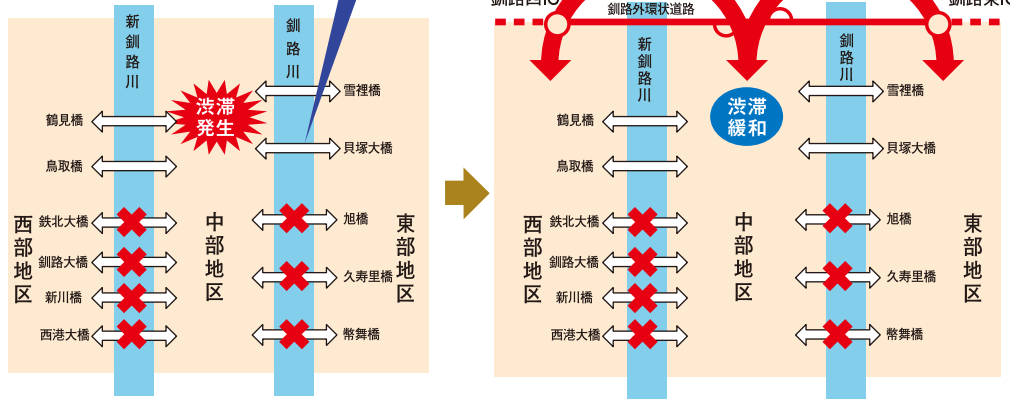 新釧路川
釧路川
渋滞
発生
雪裡橋
鶴見橋
貝塚大橋
鳥取橋
西部地区
鉄北大橋
中部地区
旭橋
東部地区
釧路大橋
久寿里橋
新川橋
西港大橋
幣舞橋
釧路外環状道路
新釧路川
釧路川
渋滞
緩和
雪裡橋
鶴見橋
貝塚大橋
鳥取橋
西部地区
鉄北大橋
中部地区
旭橋
東部地区
釧路大橋
久寿里橋
新川橋
西港大橋
幣舞橋